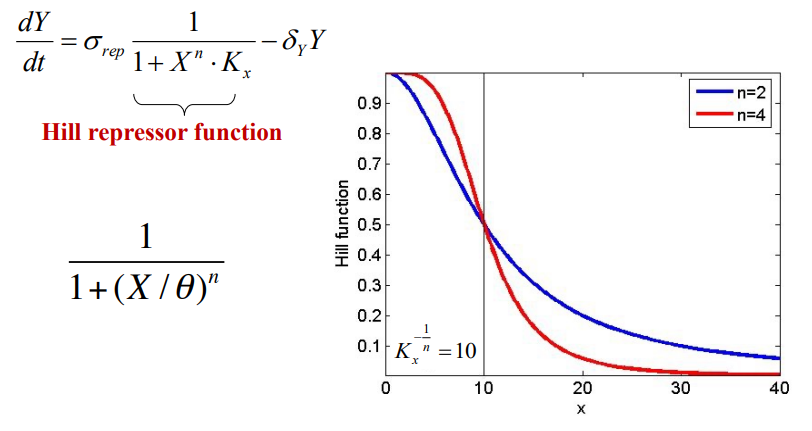 dY/dt = σ_rep 1/(1 + X^n · K_x) − δ_Y Y
Hill repressor function
1/(1 + (X / θ)^n)
n=2
n=4
Hill function
0.9
0.8
0.7
0.6
0.5
0.4
0.3
0.2
0.1
K_x^(-1/n) = 10
0 10 20 30 40
x